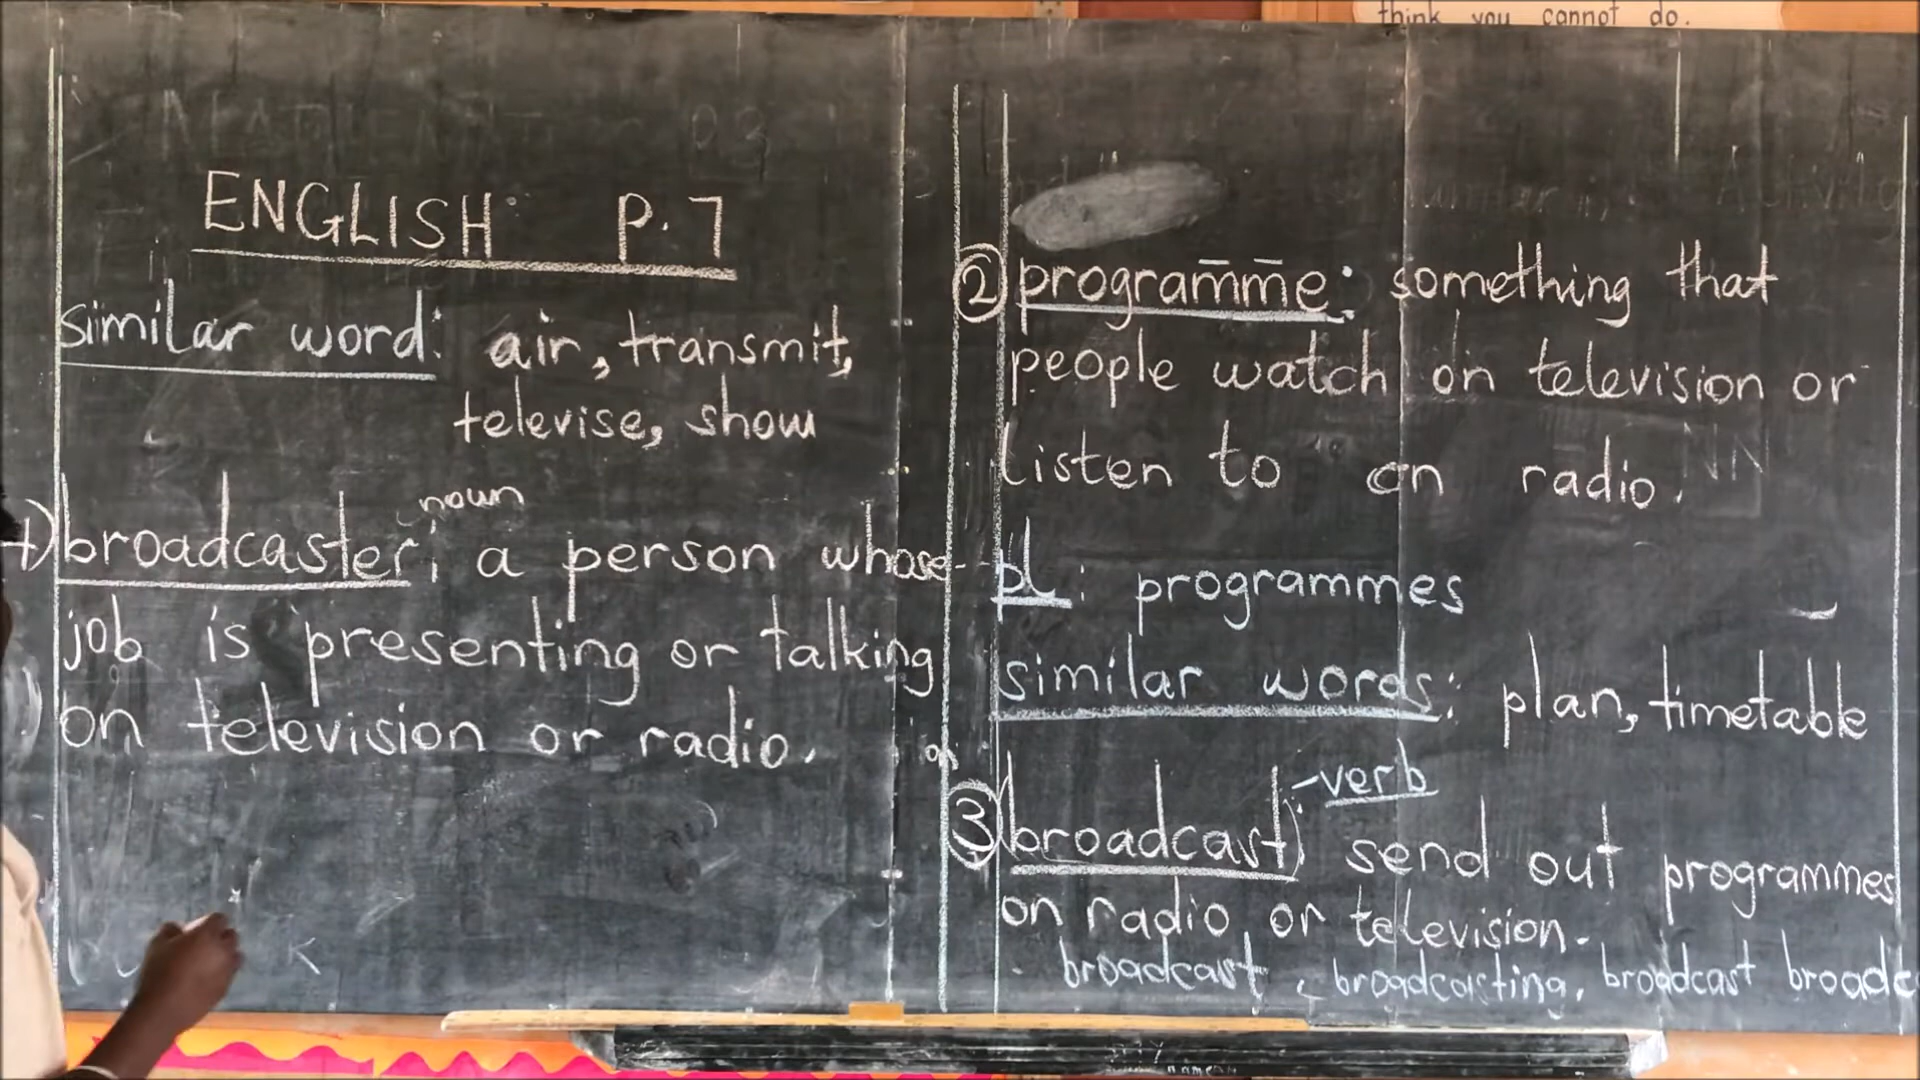 think you cannot do.
ENGLISH P.7
similar word: air, transmit,
televise, show
noun
broadcaster; a person whose
job is presenting or talking
on television or radio.
② programme: something that
people watch on television or
listen to on radio.
pl: programmes
similar words: plan, timetable
-verb
③ broadcast; send out programmes
on radio or television.
broadcast, broadcasting, broadcast broadc